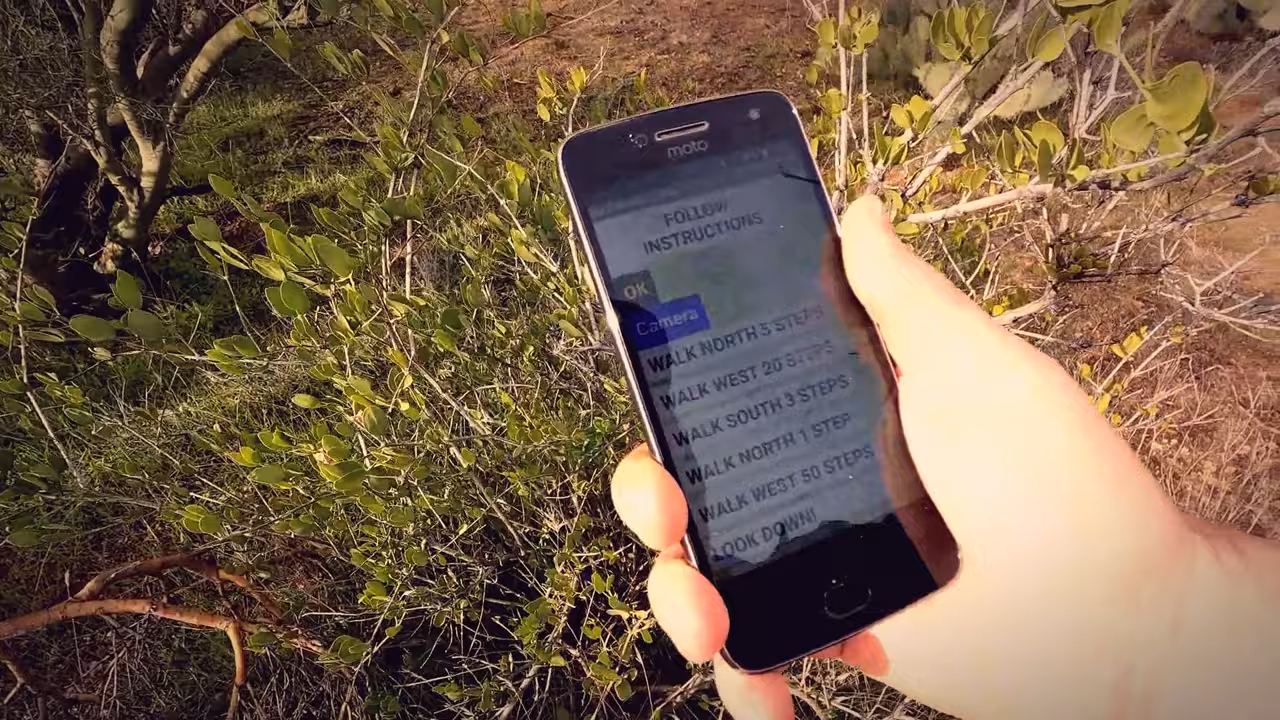 moto
FOLLOW
INSTRUCTIONS
OK
Camera
WALK NORTH 5 STEPS
WALK WEST 20 STEPS
WALK SOUTH 3 STEPS
WALK NORTH 1 STEP
WALK WEST 50 STEPS
LOOK DOWN!